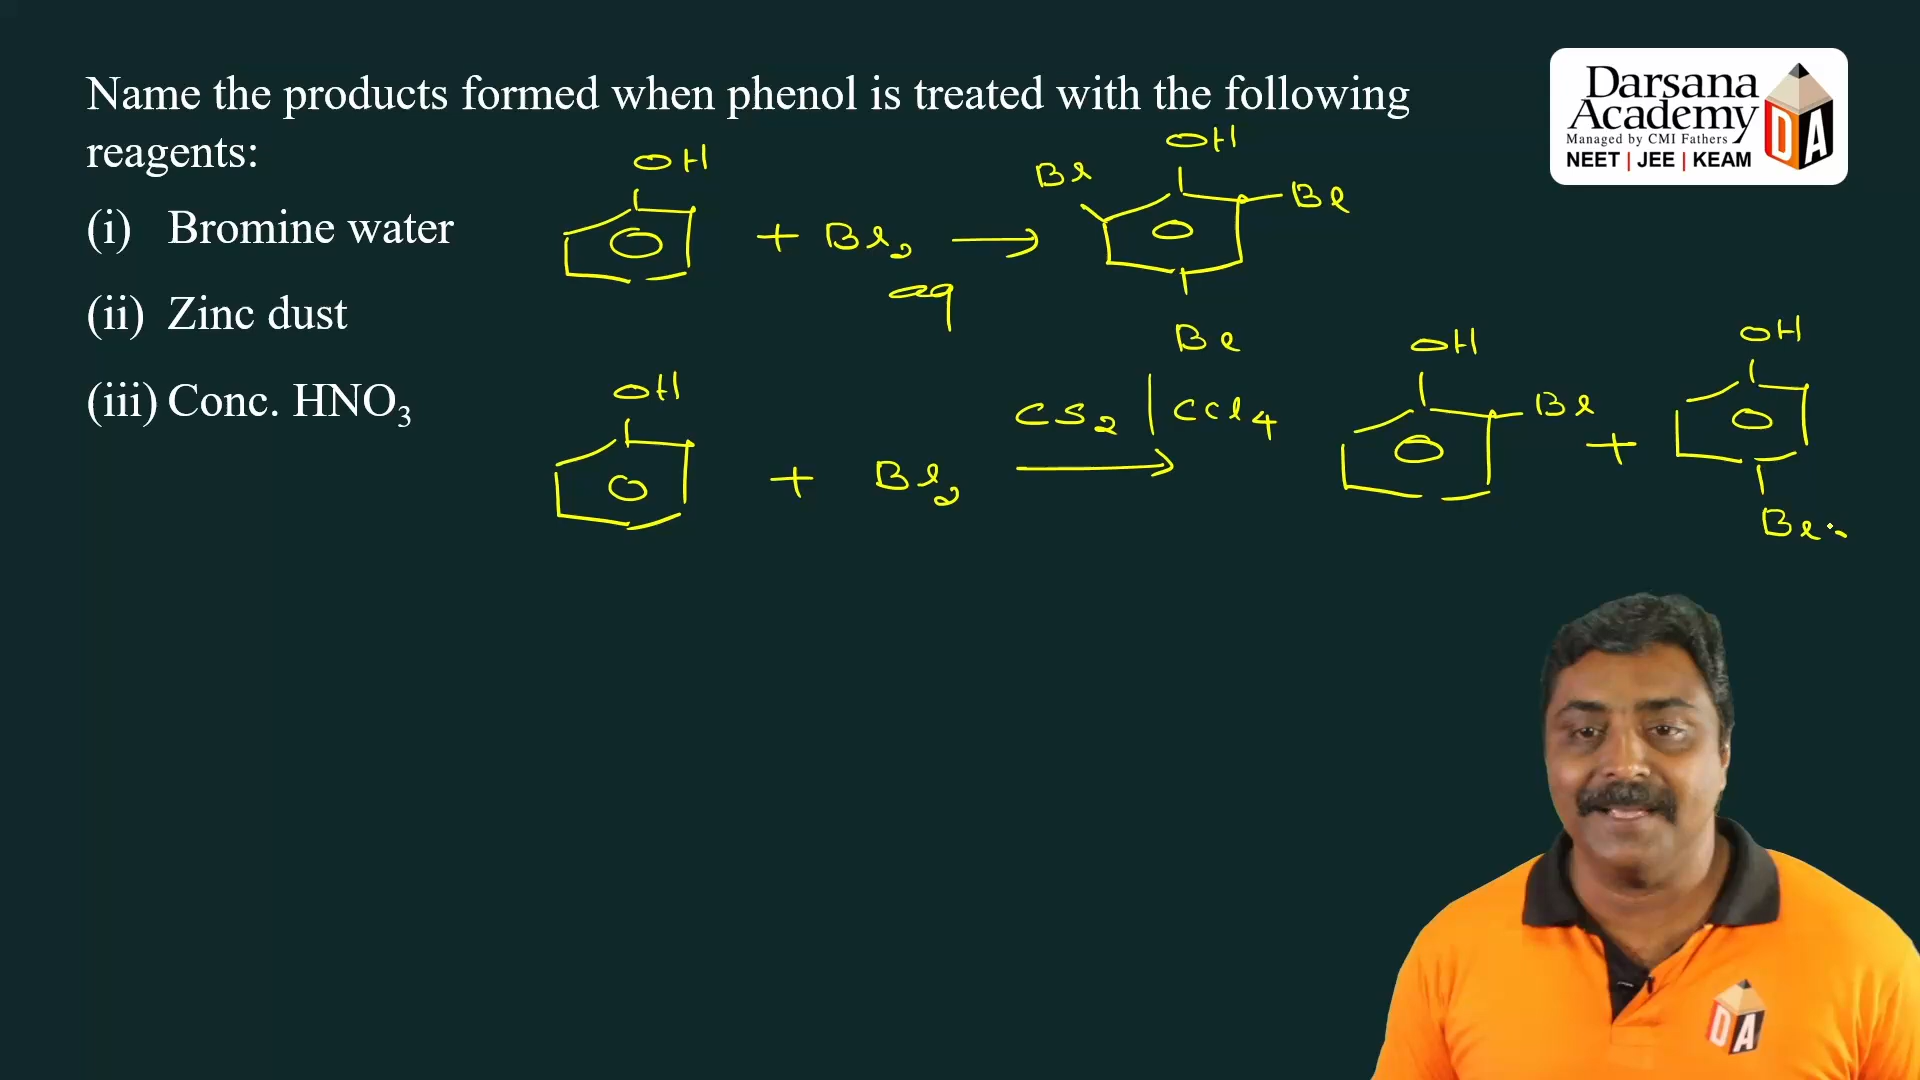 Name the products formed when phenol is treated with the following
reagents:
(i) Bromine water
(ii) Zinc dust
(iii) Conc. HNO₃
OH
+ Br₂ →
aq
OH
Br
Br
Br
OH
+ Br₂
CS₂ | CCl₄
→
OH
Br
+
OH
Br
Darsana
Academy
Managed by CMI Fathers
NEET | JEE | KEAM
DA
DA